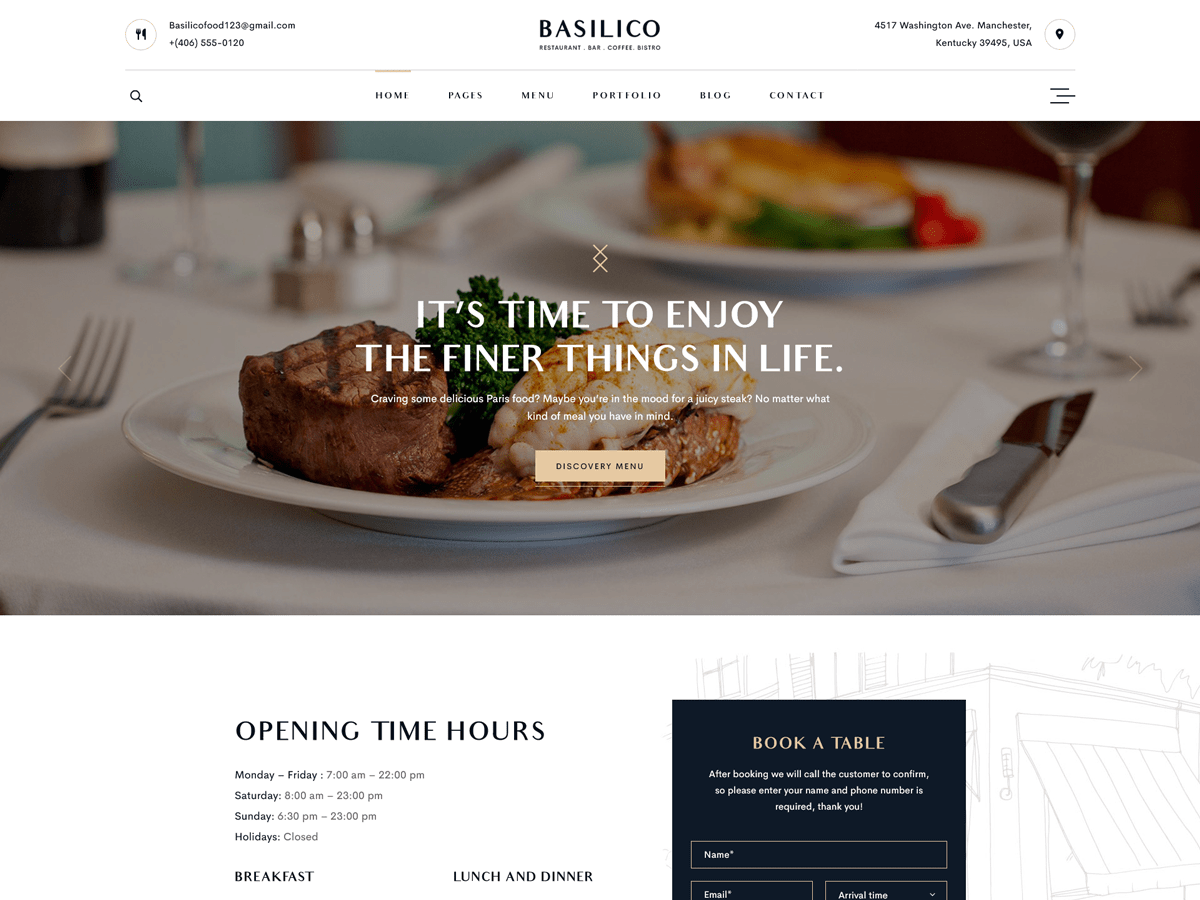 Basilicofood123@gmail.com
+(406) 555-0120
BASILICO
RESTAURANT . BAR . COFFEE. BISTRO
4517 Washington Ave. Manchester,
Kentucky 39495, USA
HOME PAGES MENU PORTFOLIO BLOG CONTACT
IT'S TIME TO ENJOY
THE FINER THINGS IN LIFE.
Craving some delicious Paris food? Maybe you're in the mood for a juicy steak? No matter what
kind of meal you have in mind.
DISCOVERY MENU
OPENING TIME HOURS
Monday – Friday : 7:00 am – 22:00 pm
Saturday: 8:00 am – 23:00 pm
Sunday: 6:30 pm – 23:00 pm
Holidays: Closed
BREAKFAST
LUNCH AND DINNER
BOOK A TABLE
After booking we will call the customer to confirm,
so please enter your name and phone number is
required, thank you!
Name*
Email*
Arrival time